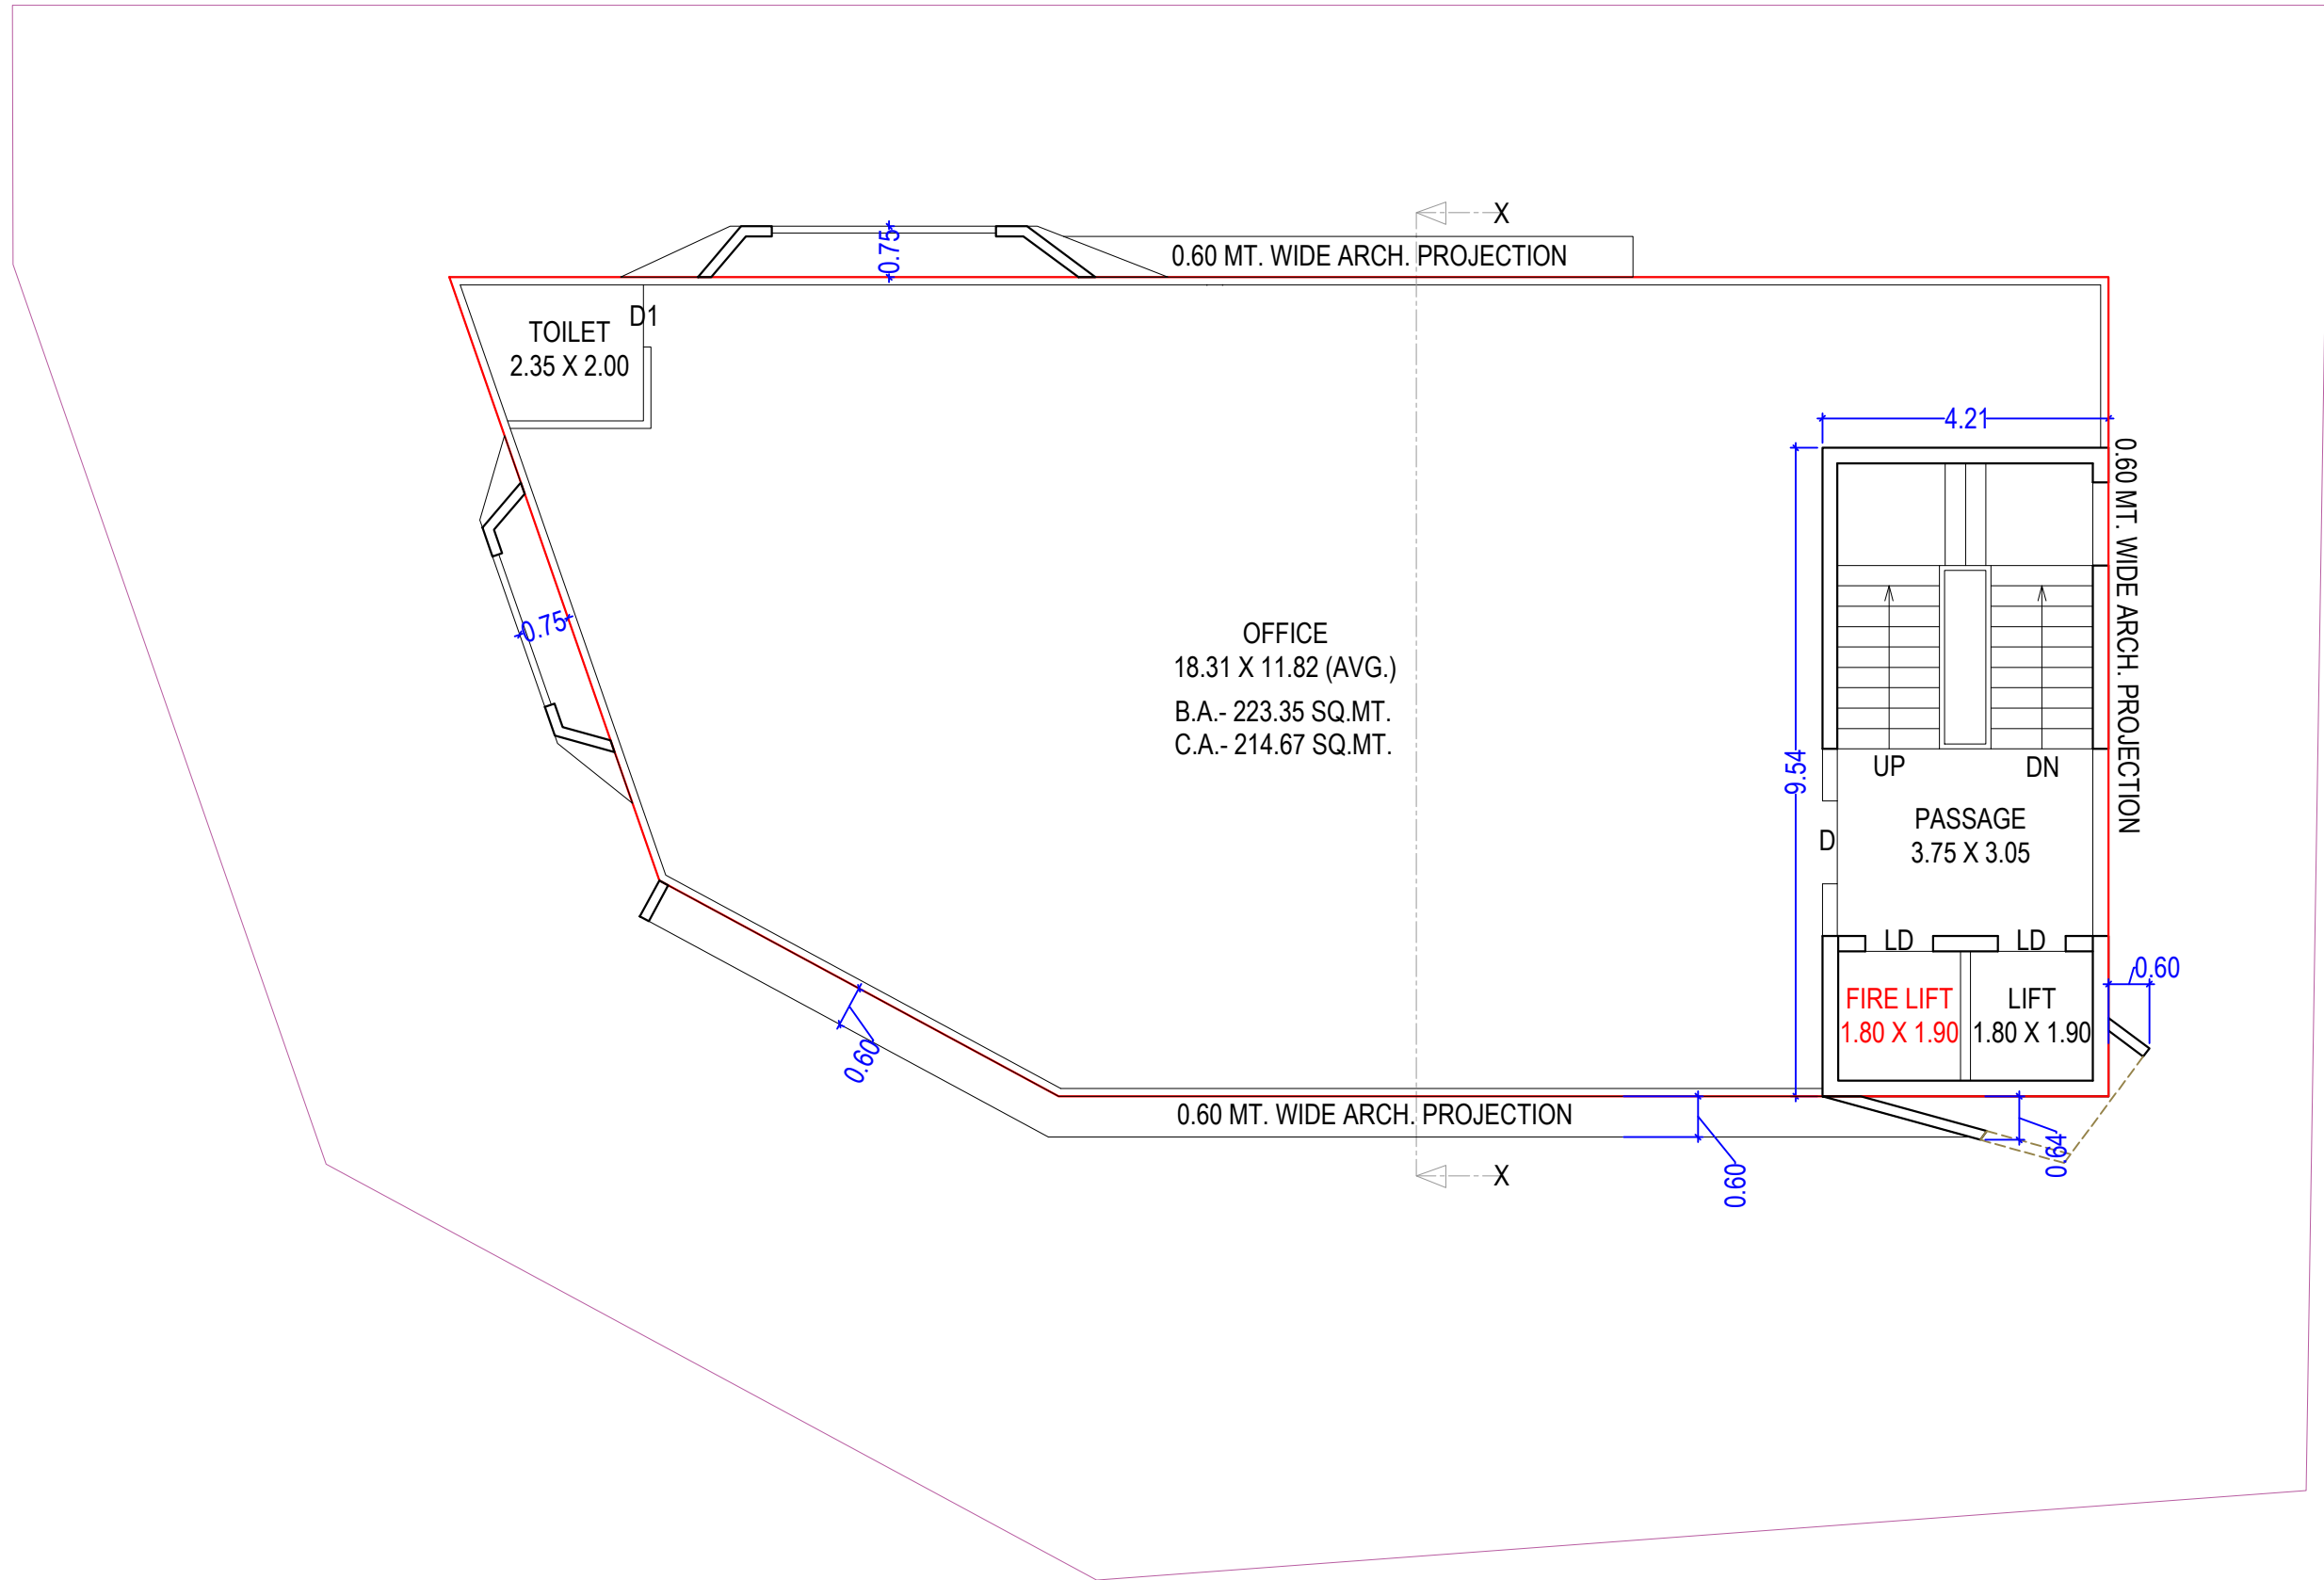 X
0.75
0.60 MT. WIDE ARCH. PROJECTION
D1
TOILET
2.35 X 2.00
4.21
0.60 MT. WIDE ARCH. PROJECTION
0.75
OFFICE
18.31 X 11.82 (AVG.)
B.A.- 223.35 SQ.MT.
C.A.- 214.67 SQ.MT.
9.54
UP
DN
PASSAGE
3.75 X 3.05
D
LD
LD
0.60
FIRE LIFT
1.80 X 1.90
LIFT
1.80 X 1.90
0.60
0.60 MT. WIDE ARCH. PROJECTION
0.64
0.60
X